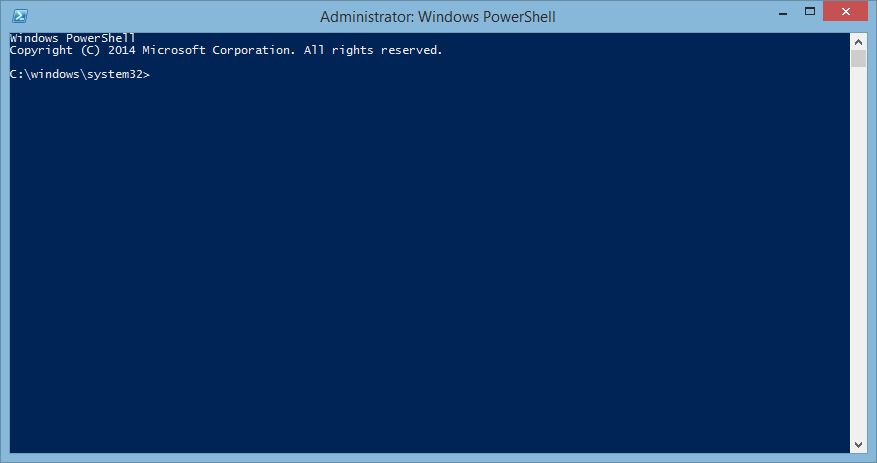 Administrator: Windows PowerShell
Windows PowerShell
Copyright (C) 2014 Microsoft Corporation. All rights reserved.
C:\windows\system32>